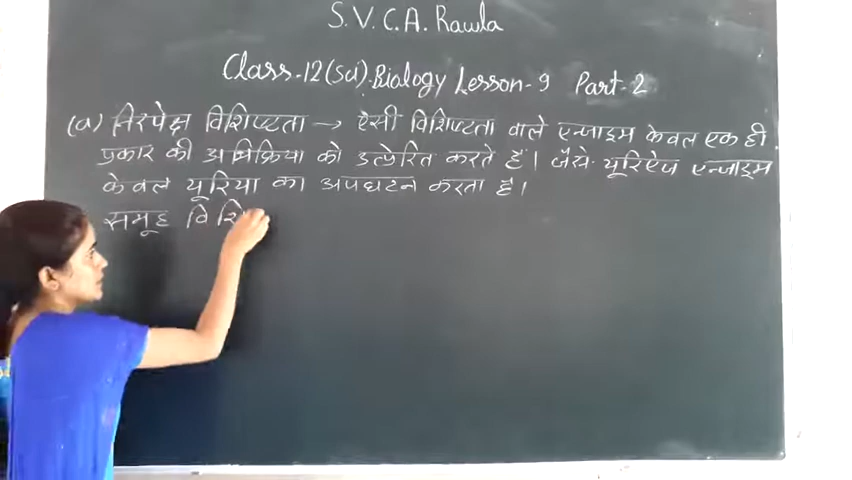 S.V.C.A. Rawla
Class-12(Sci) Biology Lesson-9 Part-2
(a) निरपेक्ष विशिष्टता → ऐसी विशिष्टता वाले एन्जाइम केवल एक ही
प्रकार की अभिक्रिया को उत्प्रेरित करते हैं। जैसे- यूरिऐज एन्जाइम
केवल यूरिया का अपघटन करता है।
समूह विशि